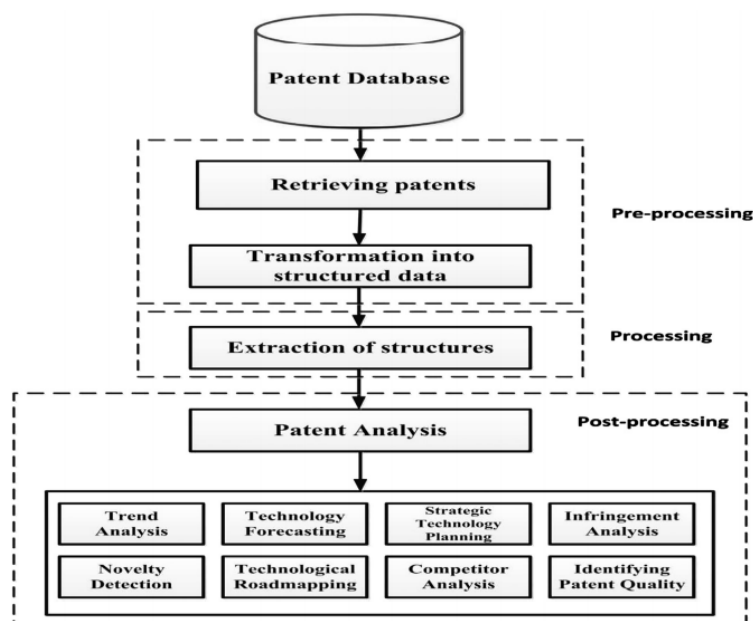 Patent Database
Retrieving patents
Pre-processing
Transformation into
structured data
Processing
Extraction of structures
Post-processing
Patent Analysis
Trend
Analysis
Technology
Forecasting
Strategic
Technology
Planning
Infringement
Analysis
Novelty
Detection
Technological
Roadmapping
Competitor
Analysis
Identifying
Patent Quality